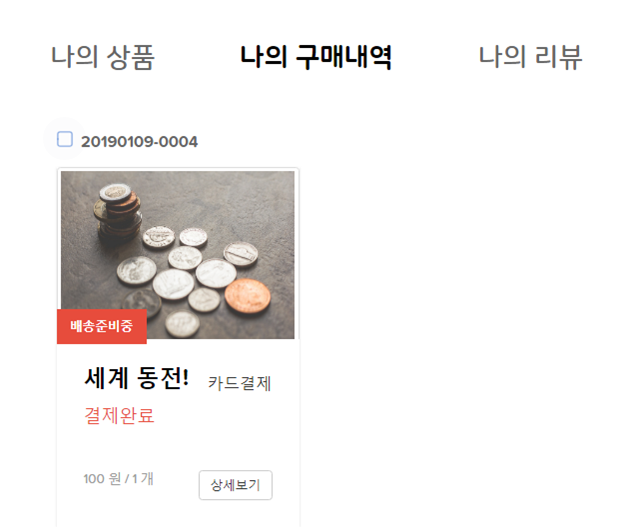 나의 상품 나의 구매내역 나의 리뷰
20190109-0004
배송준비중
세계 동전! 카드결제
결제완료
100 원 / 1 개 상세보기